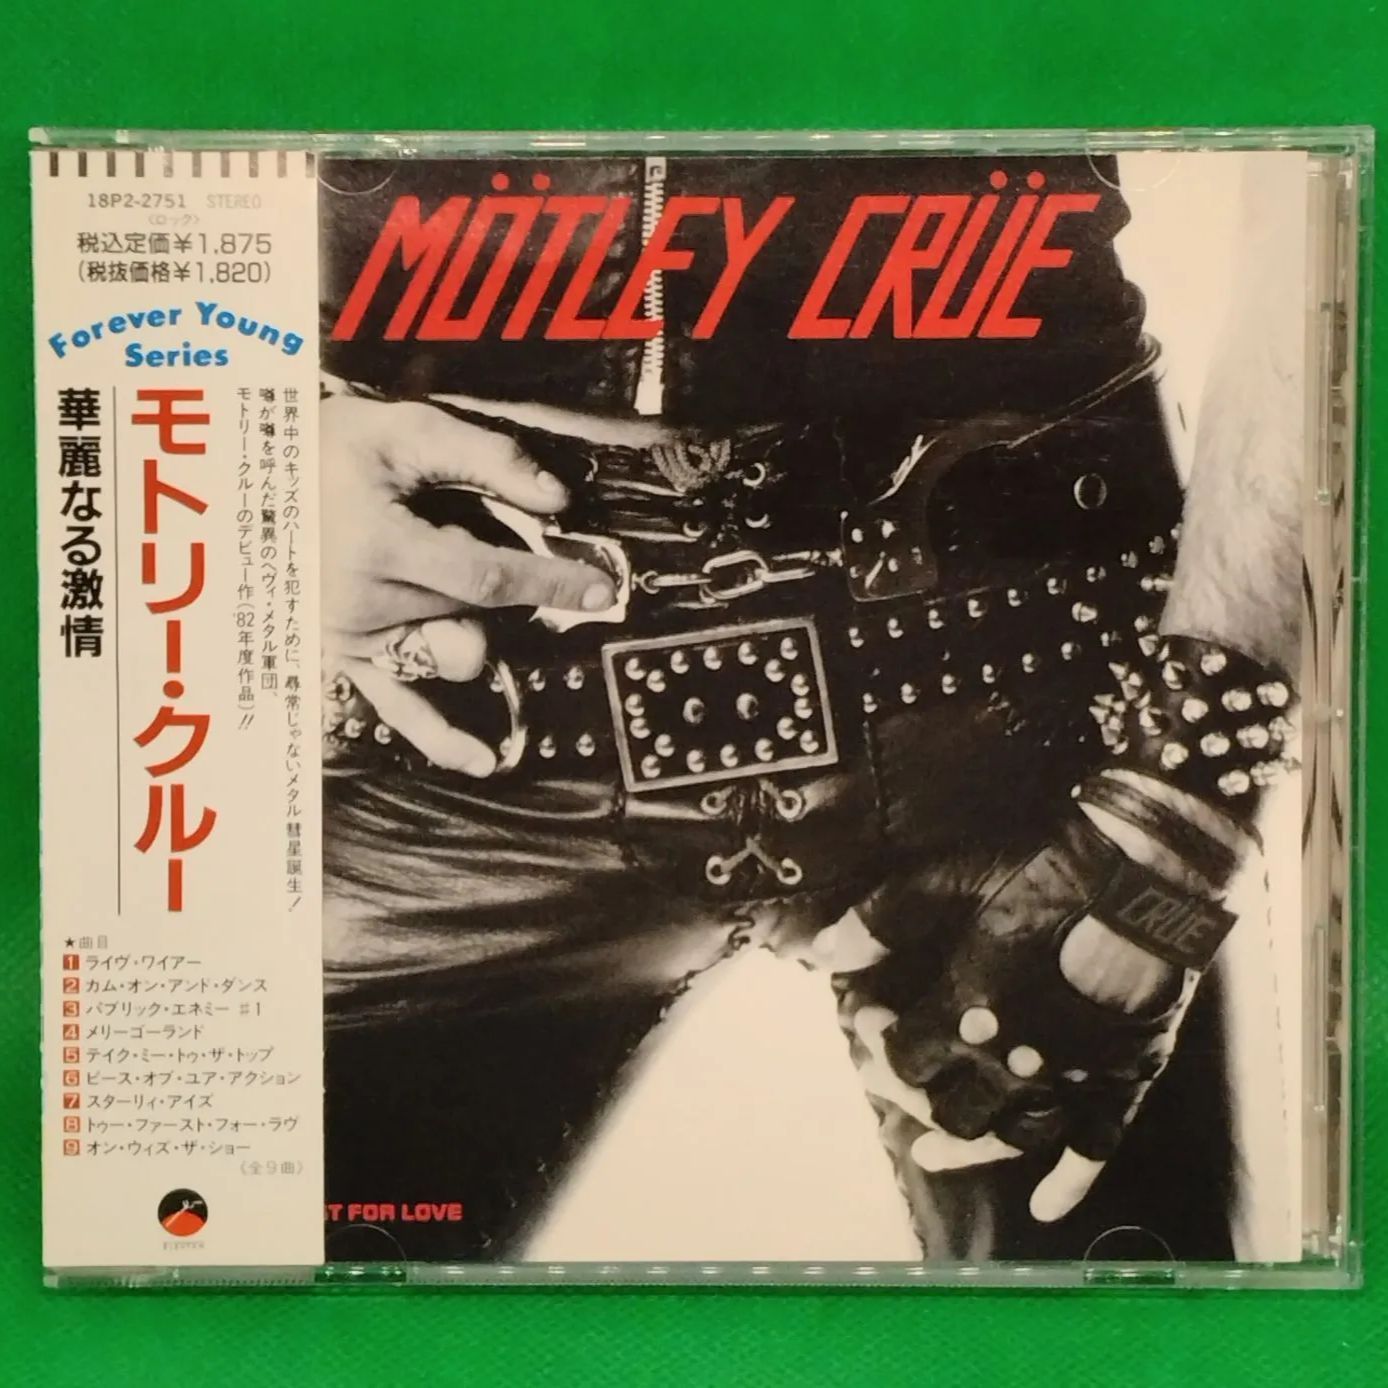 18P2-2751 STEREO
〈ロック〉
税込定価¥1,875
(税抜価格¥1,820)
Forever Young
Series
世界中のキッズのハートを犯すために、尋常じゃないメタル彗星誕生!
噂が噂を呼んだ驚異のヘヴィ・メタル軍団、
モトリー・クルーのデビュー作('82年度作品)!!
モトリー・クルー
華麗なる激情
★曲目
1 ライヴ・ワイアー
2 カム・オン・アンド・ダンス
3 パブリック・エネミー #1
4 メリーゴーランド
5 テイク・ミー・トゥ・ザ・トップ
6 ピース・オブ・ユア・アクション
7 スターリィ・アイズ
8 トゥー・ファースト・フォー・ラヴ
9 オン・ウィズ・ザ・ショー
《全9曲》
ELEKTRA
MÖTLEY CRÜE
CRÜE
ST FOR LOVE